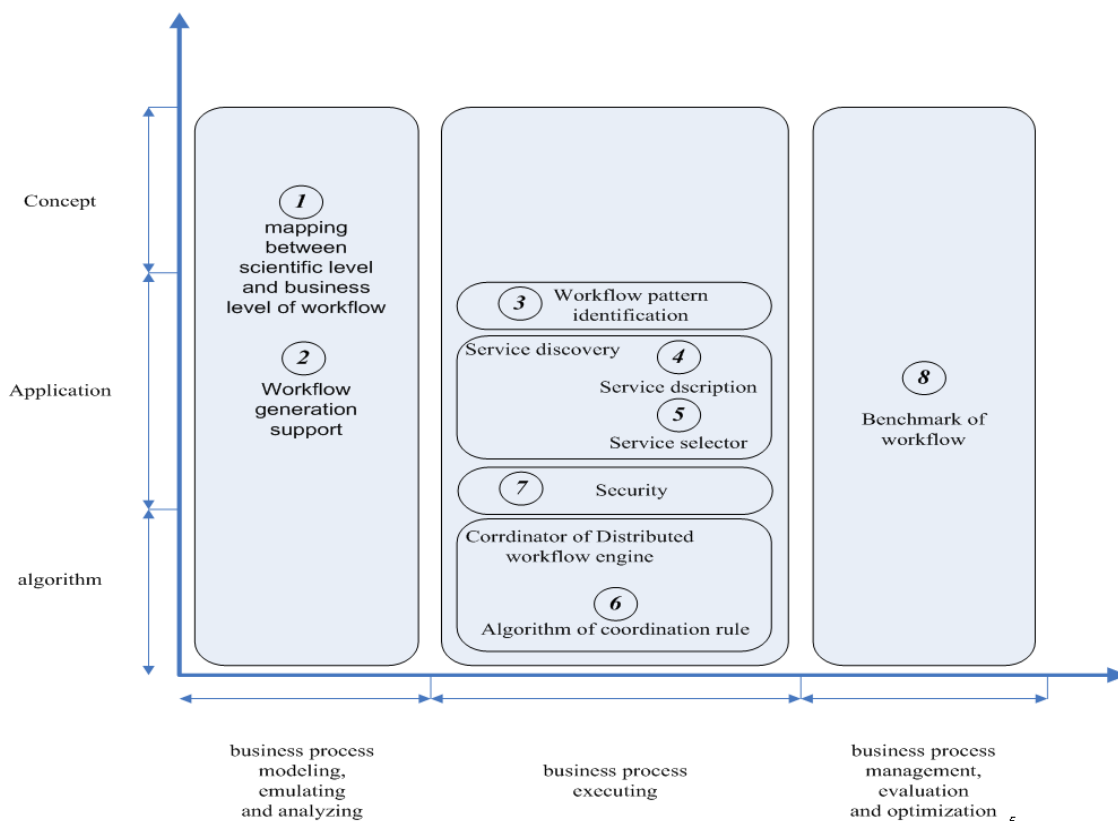 Concept
Application
algorithm
1
mapping
between
scientific level
and business
level of workflow
2
Workflow
generation
support
3
Workflow pattern
identification
Service discovery
4
Service dscription
5
Service selector
7
Security
Corrdinator of Distributed
workflow engine
6
Algorithm of coordination rule
8
Benchmark of
workflow
business process
modeling,
emulating
and analyzing
business process
executing
business process
management,
evaluation
and optimization
5